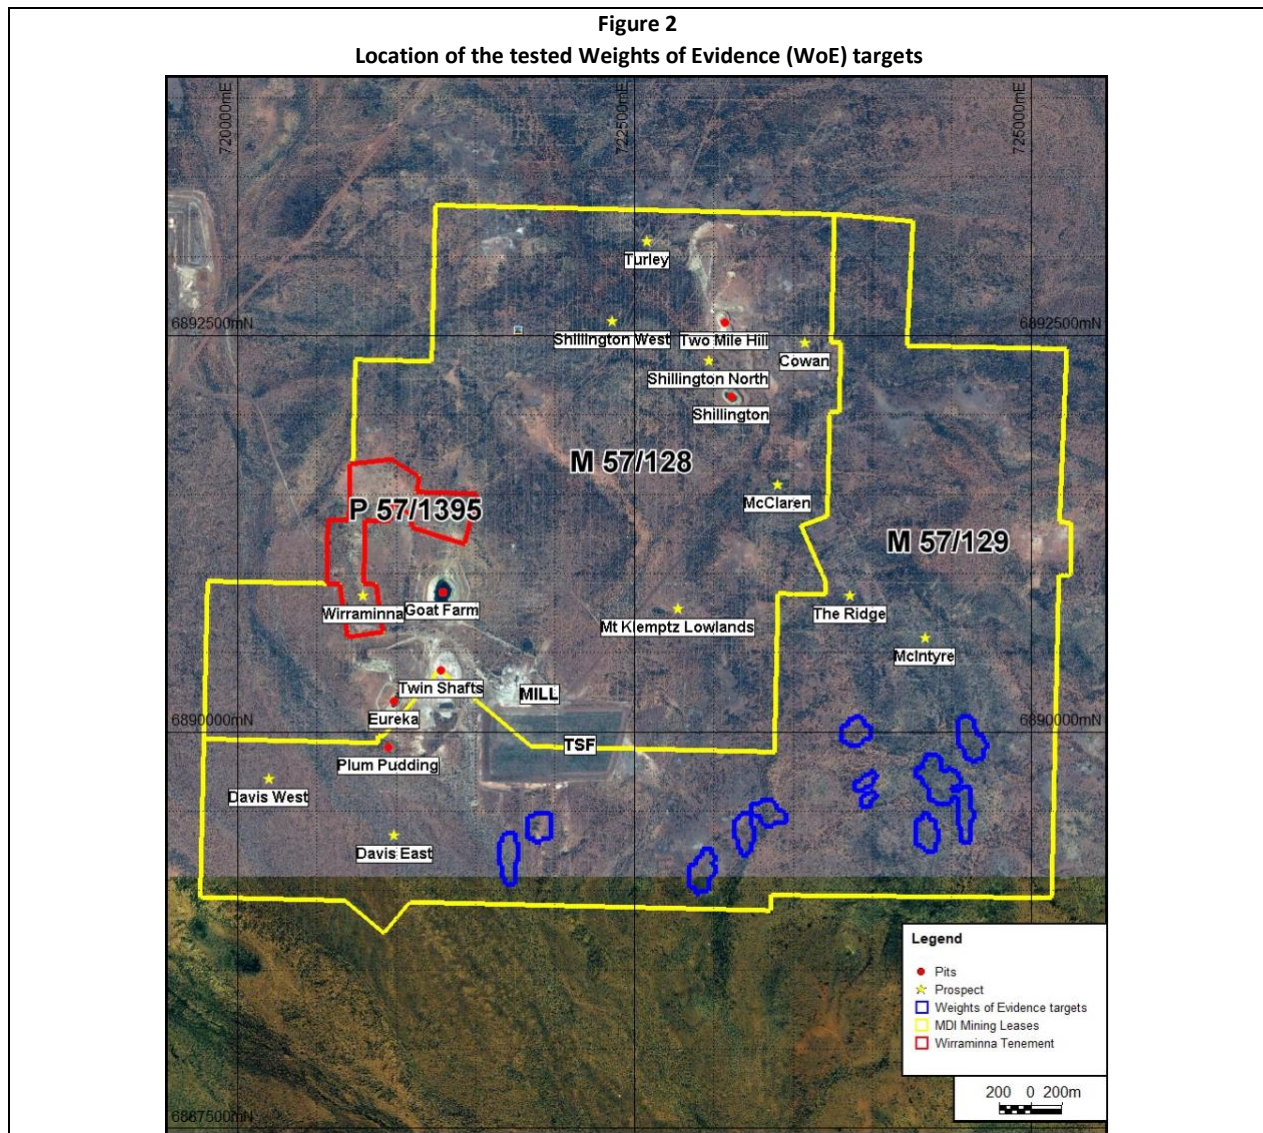 Figure 2
Location of the tested Weights of Evidence (WoE) targets
720000mE
722500mE
725000mE
Turley
6892500mN
6892500mN
Shillington West
Two Mile Hill
Cowan
Shillington North
Shillington
M 57/128
McClaren
P 57/1395
M 57/129
Wirraminna
Goat Farm
Mt Klemptz Lowlands
The Ridge
McIntyre
Twin Shafts
MILL
Eureka
6890000mN
6890000mN
TSF
Plum Pudding
Davis West
Davis East
Legend
Pits
Prospect
Weights of Evidence targets
MDI Mining Leases
Wirraminna Tenement
200 0 200m
6887500mN